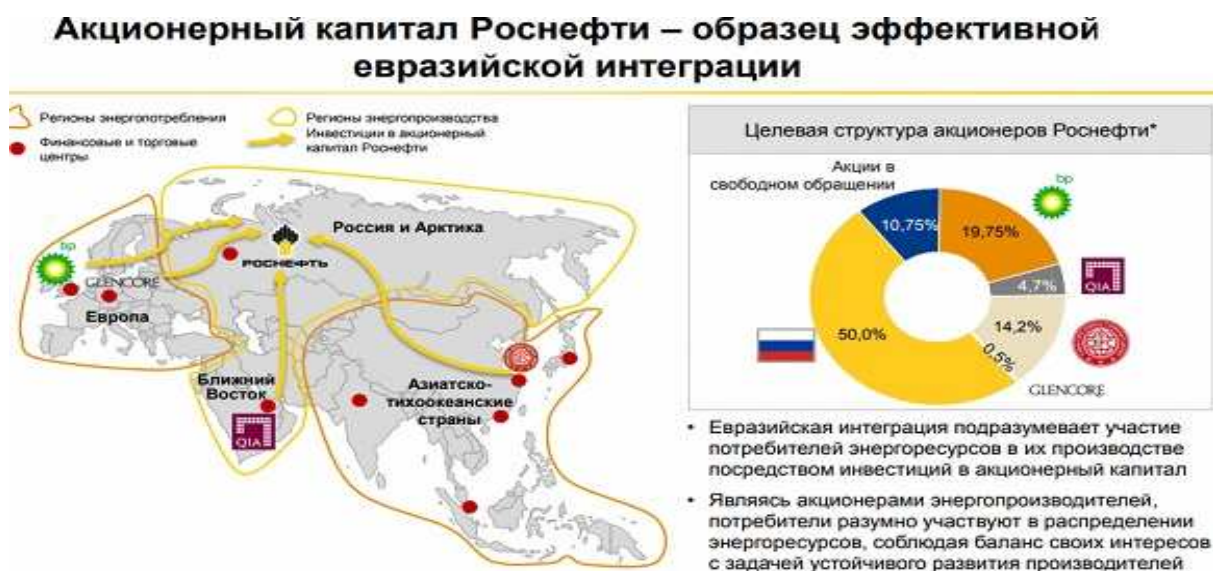 Акционерный капитал Роснефти – образец эффективной
евразийской интеграции
Регионы энергопотребления
Финансовые и торговые
центры
Регионы энергопроизводства
Инвестиции в акционерный
капитал Роснефти
Россия и Арктика
РОСНЕФТЬ
bp
GLENCORE
Европа
Ближний
Восток
QIA
Азиатско-
тихоокеанские
страны
Целевая структура акционеров Роснефти*
Акции в
свободном обращении
bp
10,75%
19,75%
4,7%
QIA
14,2%
0,5%
50,0%
GLENCORE
• Евразийская интеграция подразумевает участие
потребителей энергоресурсов в их производстве
посредством инвестиций в акционерный капитал
• Являясь акционерами энергопроизводителей,
потребители разумно участвуют в распределении
энергоресурсов, соблюдая баланс своих интересов
с задачей устойчивого развития производителей